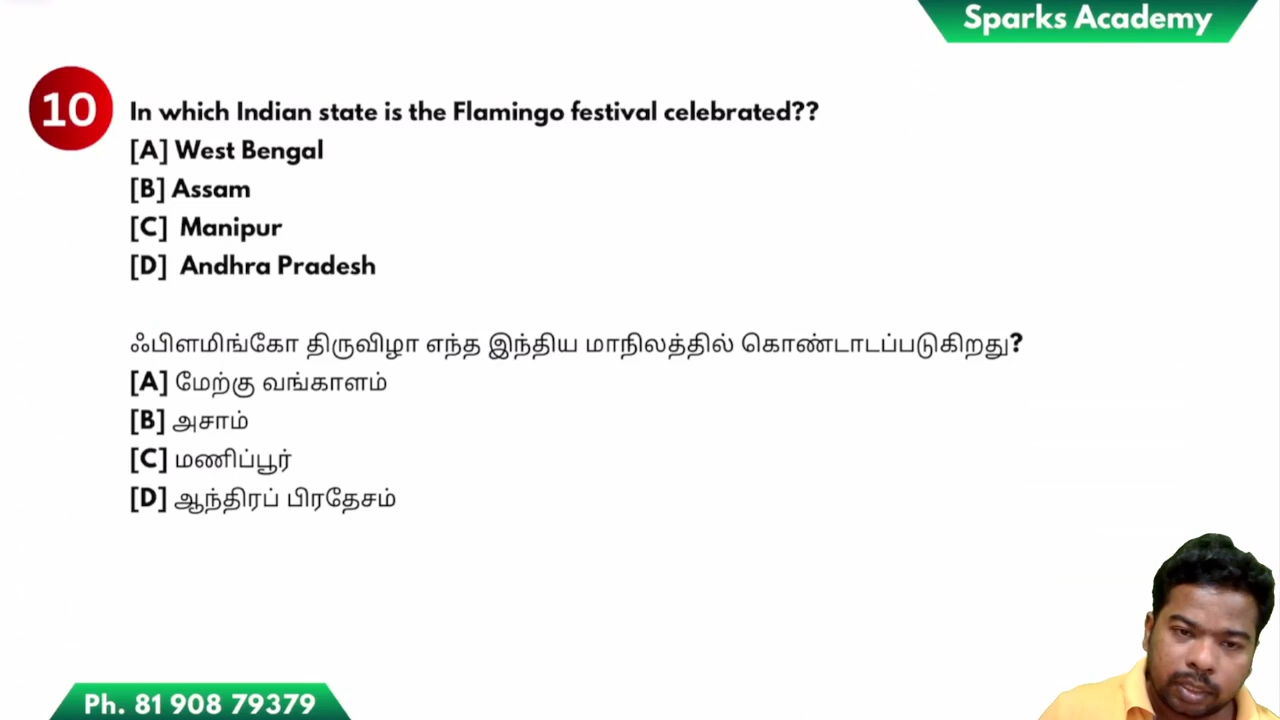 Sparks Academy
10
In which Indian state is the Flamingo festival celebrated??
[A] West Bengal
[B] Assam
[C] Manipur
[D] Andhra Pradesh
ஃபிளமிங்கோ திருவிழா எந்த இந்திய மாநிலத்தில் கொண்டாடப்படுகிறது?
[A] மேற்கு வங்காளம்
[B] அசாம்
[C] மணிப்பூர்
[D] ஆந்திரப் பிரதேசம்
Ph. 81 908 79379